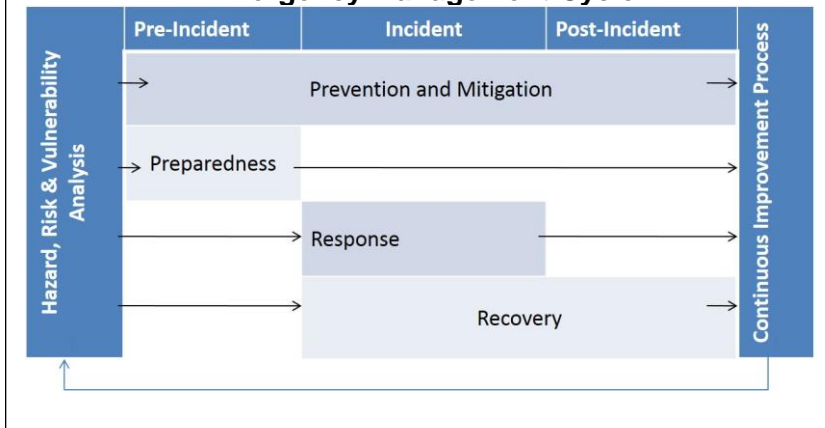 Pre-Incident
Incident
Post-Incident
Hazard, Risk & Vulnerability
Analysis
Prevention and Mitigation
Preparedness
Response
Recovery
Continuous Improvement Process